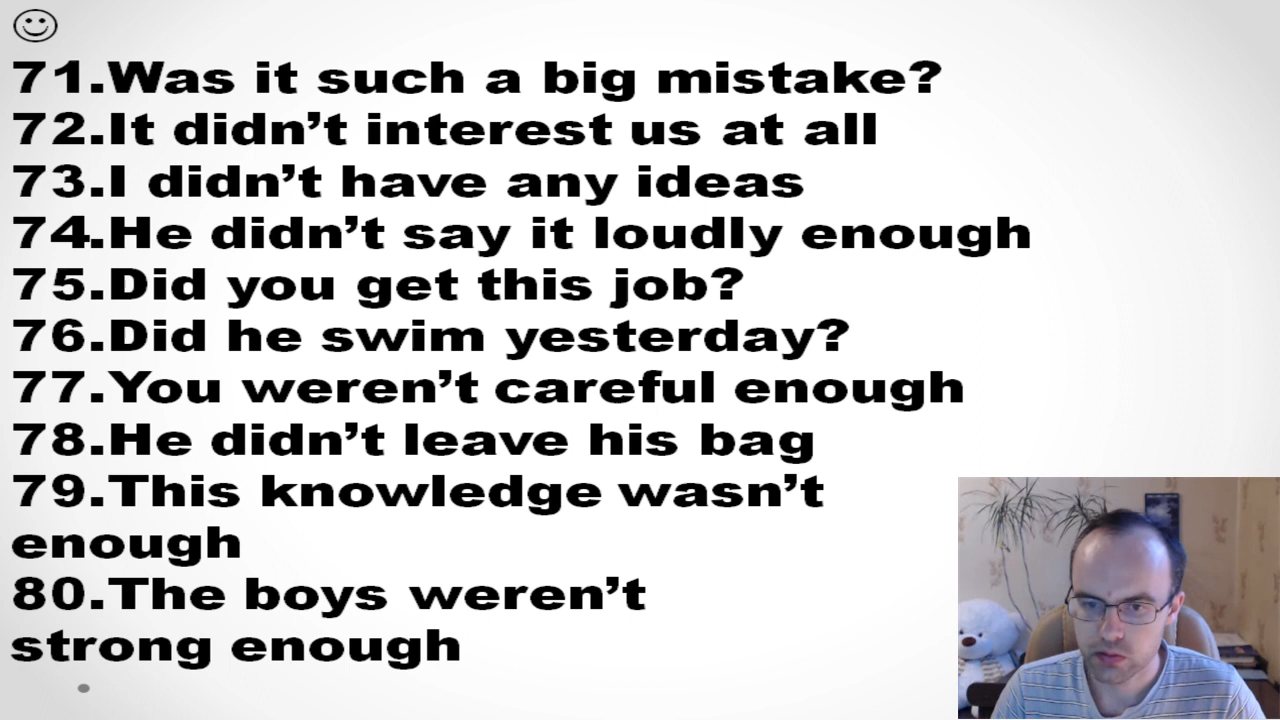 71.Was it such a big mistake?
72.It didn’t interest us at all
73.I didn’t have any ideas
74.He didn’t say it loudly enough
75.Did you get this job?
76.Did he swim yesterday?
77.You weren’t careful enough
78.He didn’t leave his bag
79.This knowledge wasn’t
enough
80.The boys weren’t
strong enough